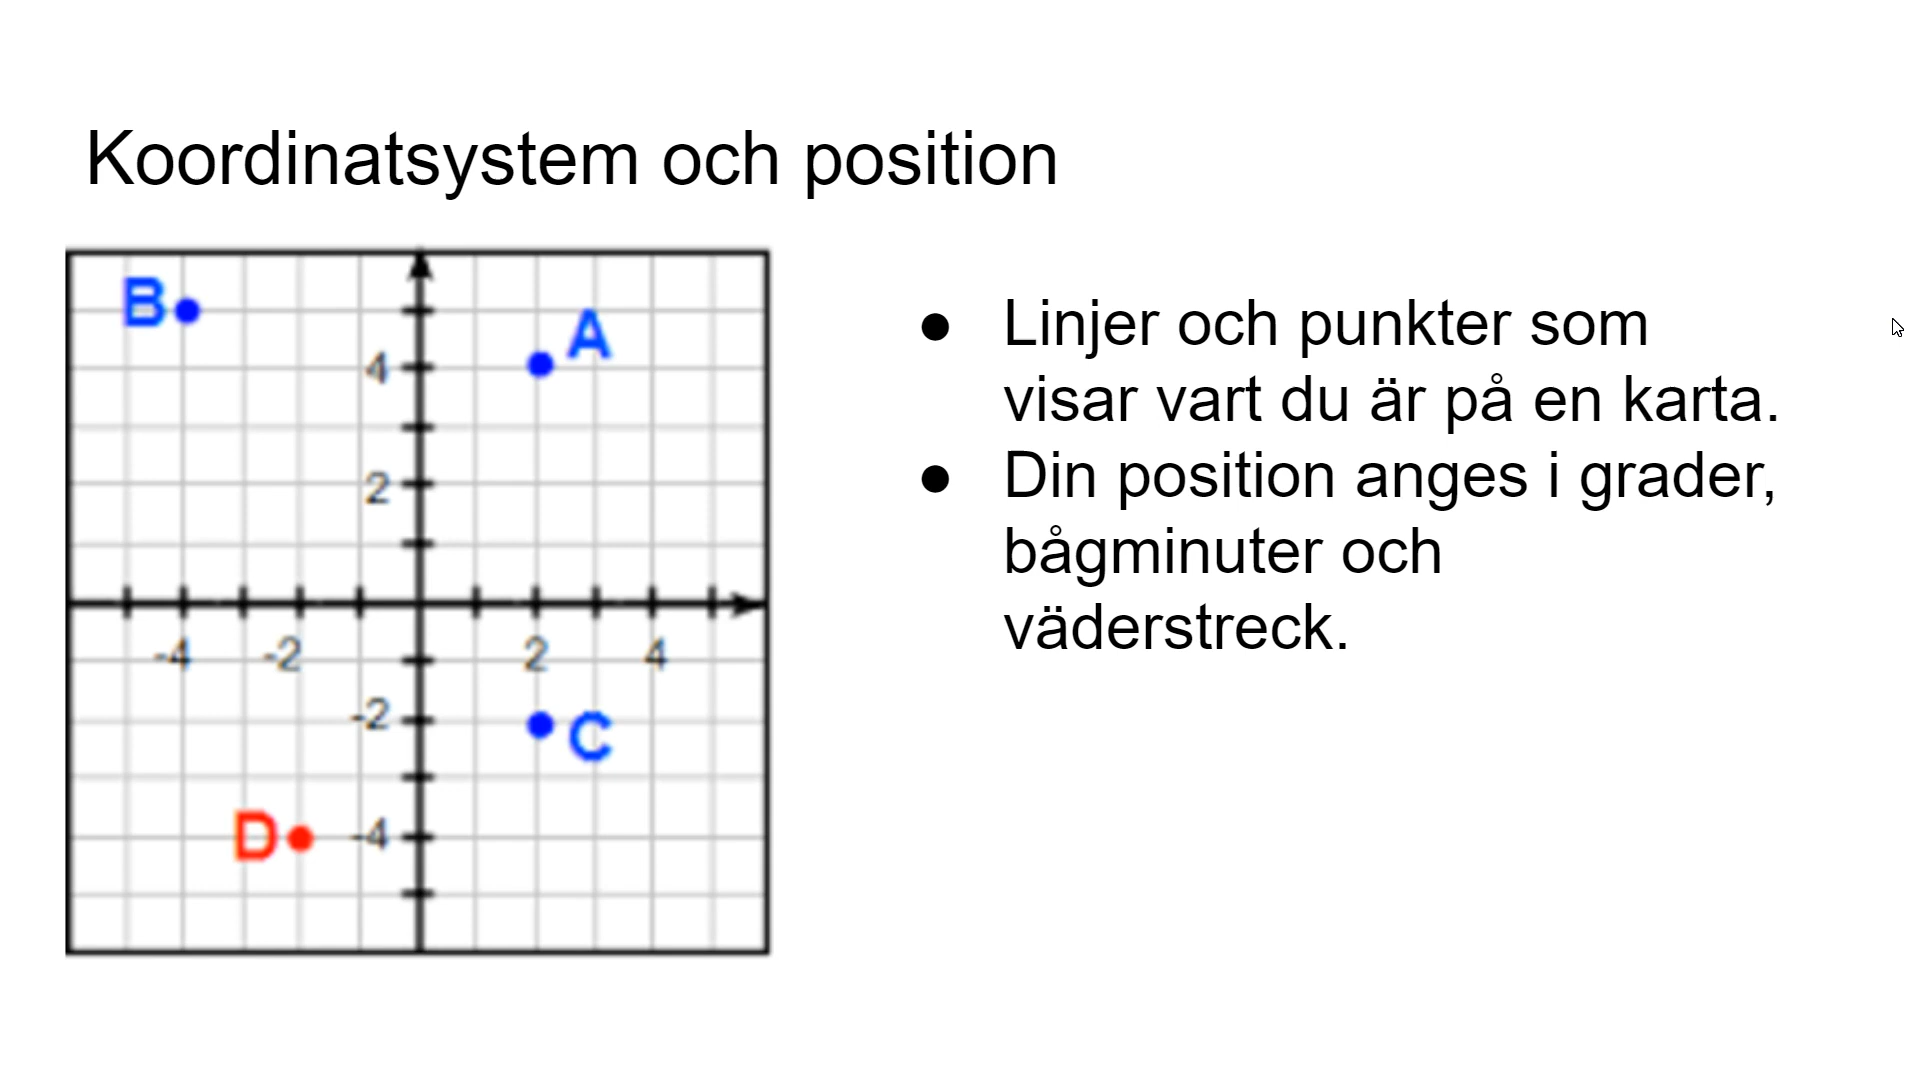 Koordinatsystem och position
B
A
4
2
-4 -2 2 4
-2
C
D
-4
● Linjer och punkter som
visar vart du är på en karta.
● Din position anges i grader,
bågminuter och
väderstreck.